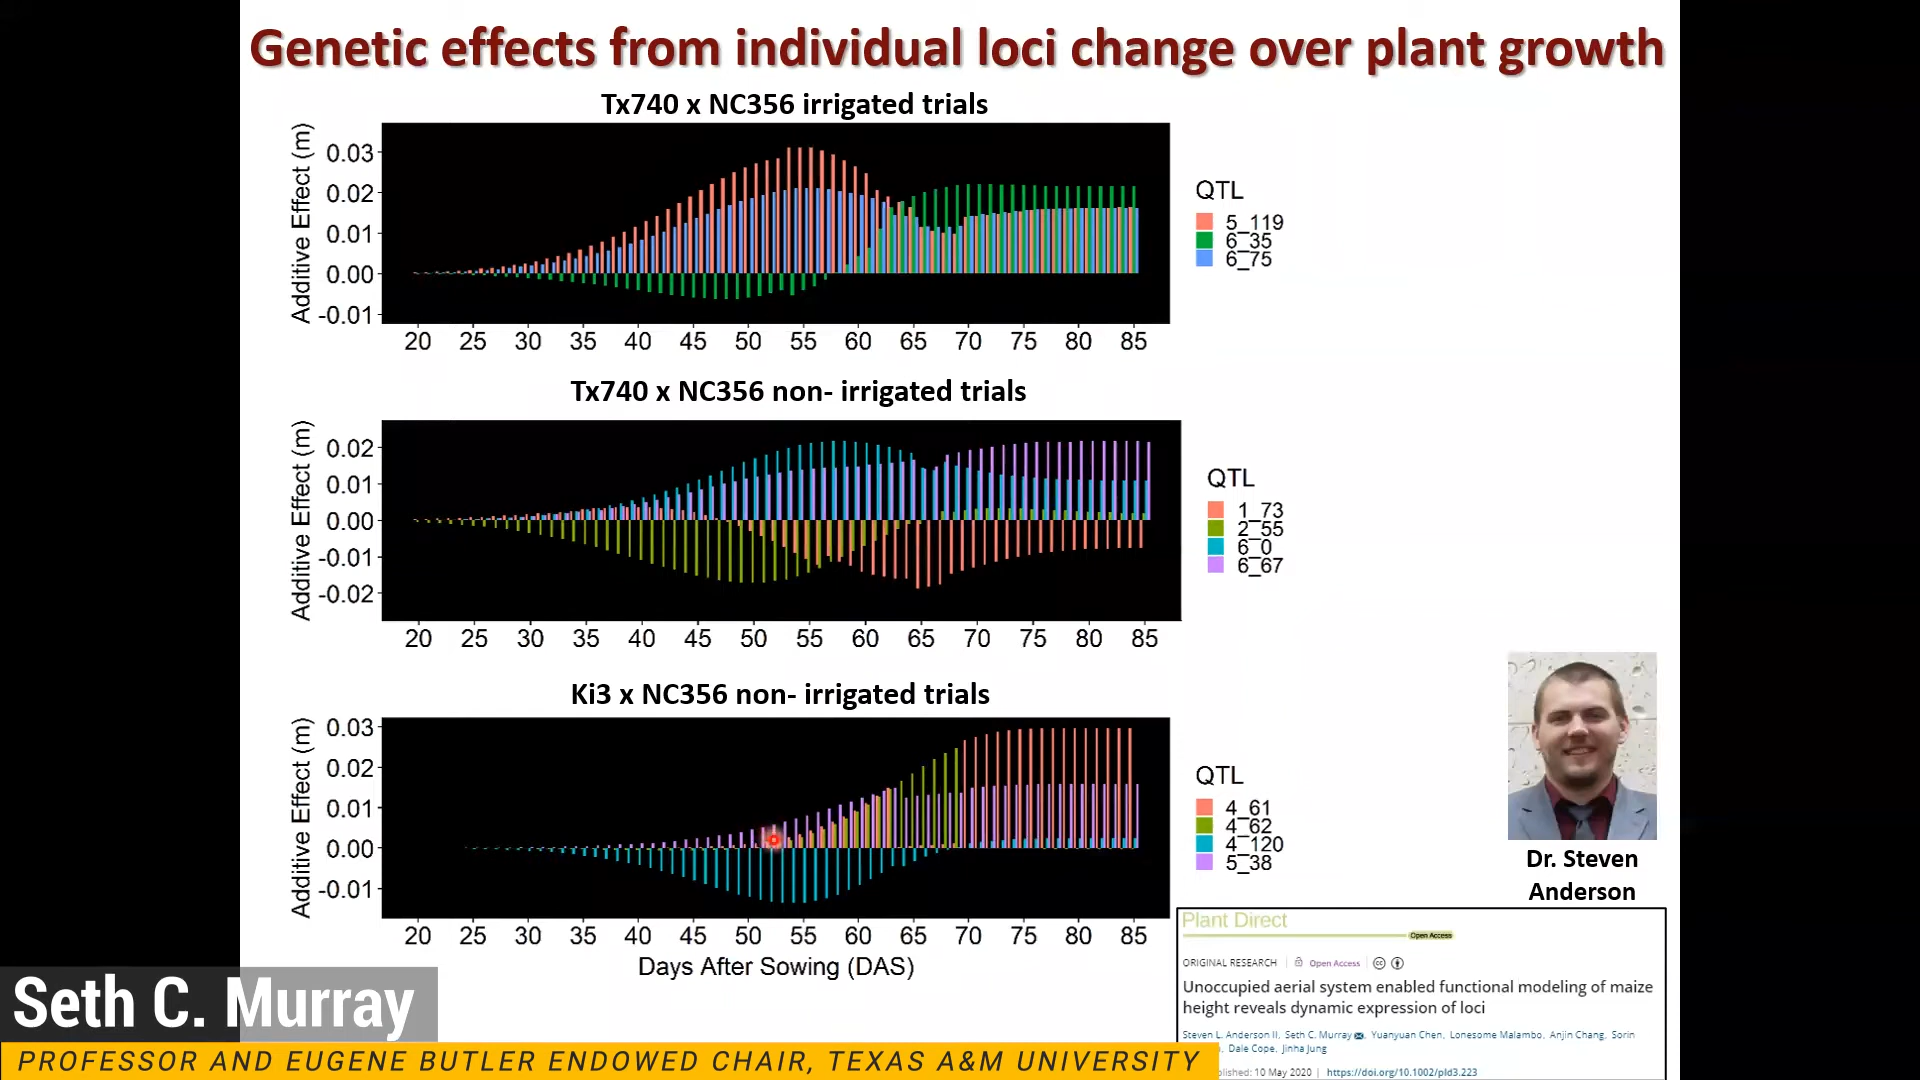 Genetic effects from individual loci change over plant growth
Tx740 x NC356 irrigated trials
Additive Effect (m)
0.03
0.02
0.01
0.00
-0.01
20 25 30 35 40 45 50 55 60 65 70 75 80 85
QTL
5_119
6_35
6_75
Tx740 x NC356 non- irrigated trials
Additive Effect (m)
0.02
0.01
0.00
-0.01
-0.02
20 25 30 35 40 45 50 55 60 65 70 75 80 85
QTL
1_73
2_55
6_0
6_67
Ki3 x NC356 non- irrigated trials
Additive Effect (m)
0.03
0.02
0.01
0.00
-0.01
20 25 30 35 40 45 50 55 60 65 70 75 80 85
Days After Sowing (DAS)
QTL
4_61
4_62
4_120
5_38
Dr. Steven
Anderson
Plant Direct
Open Access
ORIGINAL RESEARCH Open Access
Unoccupied aerial system enabled functional modeling of maize
height reveals dynamic expression of loci
Steven L. Anderson II, Seth C. Murray, Yuanyuan Chen, Lonesome Malambo, Anjin Chang, Sorin
Dale Cope, Jinha Jung
10 May 2020 | https://doi.org/10.1002/pld3.223
Seth C. Murray
PROFESSOR AND EUGENE BUTLER ENDOWED CHAIR, TEXAS A&M UNIVERSITY